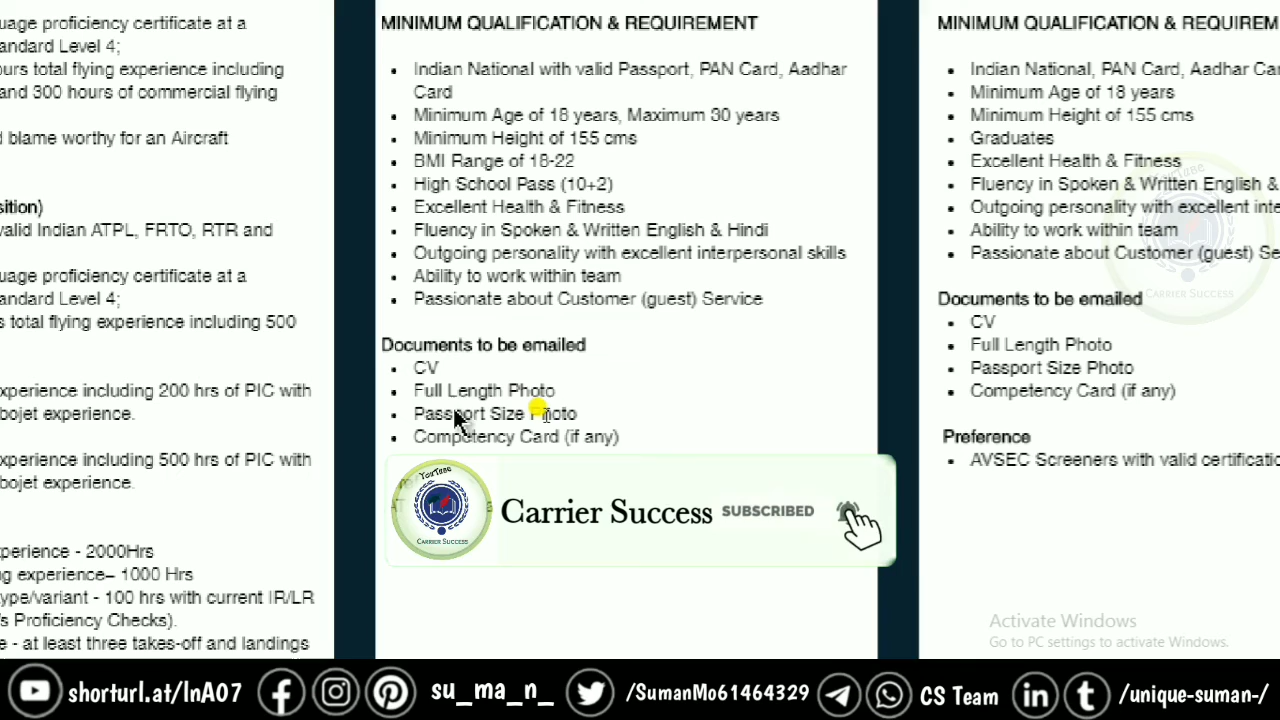 uage proficiency certificate at a
andard Level 4;
ours total flying experience including
and 300 hours of commercial flying
d blame worthy for an Aircraft
sition)
valid Indian ATPL, FRTO, RTR and
uage proficiency certificate at a
andard Level 4;
s total flying experience including 500
experience including 200 hrs of PIC with
bojet experience.
experience including 500 hrs of PIC with
bojet experience.
xperience - 2000Hrs
ng experience– 1000 Hrs
type/variant - 100 hrs with current IR/LR
's Proficiency Checks).
e - at least three takes-off and landings
MINIMUM QUALIFICATION & REQUIREMENT
• Indian National with valid Passport, PAN Card, Aadhar
Card
• Minimum Age of 18 years, Maximum 30 years
• Minimum Height of 155 cms
• BMI Range of 18-22
• High School Pass (10+2)
• Excellent Health & Fitness
• Fluency in Spoken & Written English & Hindi
• Outgoing personality with excellent interpersonal skills
• Ability to work within team
• Passionate about Customer (guest) Service
Documents to be emailed
• CV
• Full Length Photo
• Passport Size Photo
• Competency Card (if any)
YouTube
CARRIER SUCCESS
Carrier Success SUBSCRIBED
MINIMUM QUALIFICATION & REQUIREM
• Indian National, PAN Card, Aadhar Car
• Minimum Age of 18 years
• Minimum Height of 155 cms
• Graduates
• Excellent Health & Fitness
• Fluency in Spoken & Written English &
• Outgoing personality with excellent inte
• Ability to work within team
• Passionate about Customer (guest) Se
Documents to be emailed
• CV
• Full Length Photo
• Passport Size Photo
• Competency Card (if any)
Preference
• AVSEC Screeners with valid certificatio
YouTube
CARRIER SUCCESS
Activate Windows
Go to PC settings to activate Windows.
shorturl.at/lnA07 su_ma_n_ /SumanMo61464329 CS Team /unique-suman-/